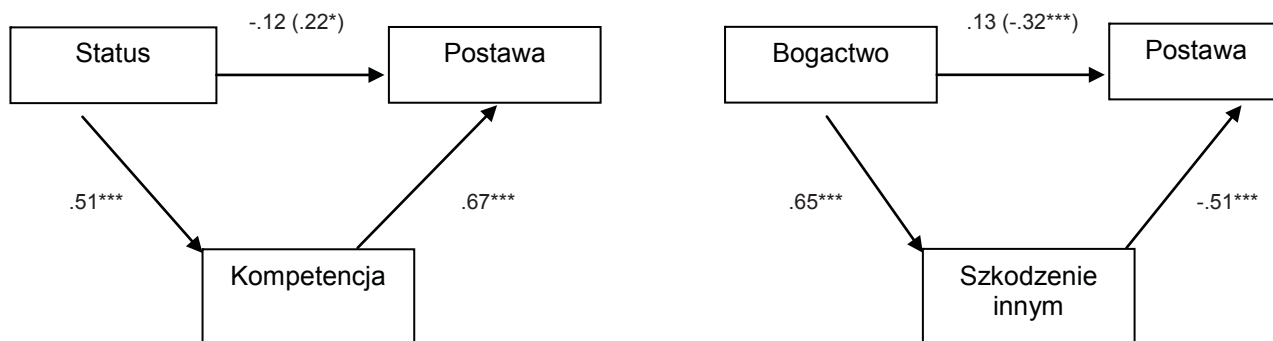 -.12 (.22*)
Status
Postawa
.51***
.67***
Kompetencja
.13 (-.32***)
Bogactwo
Postawa
.65***
-.51***
Szkodzenie
innym